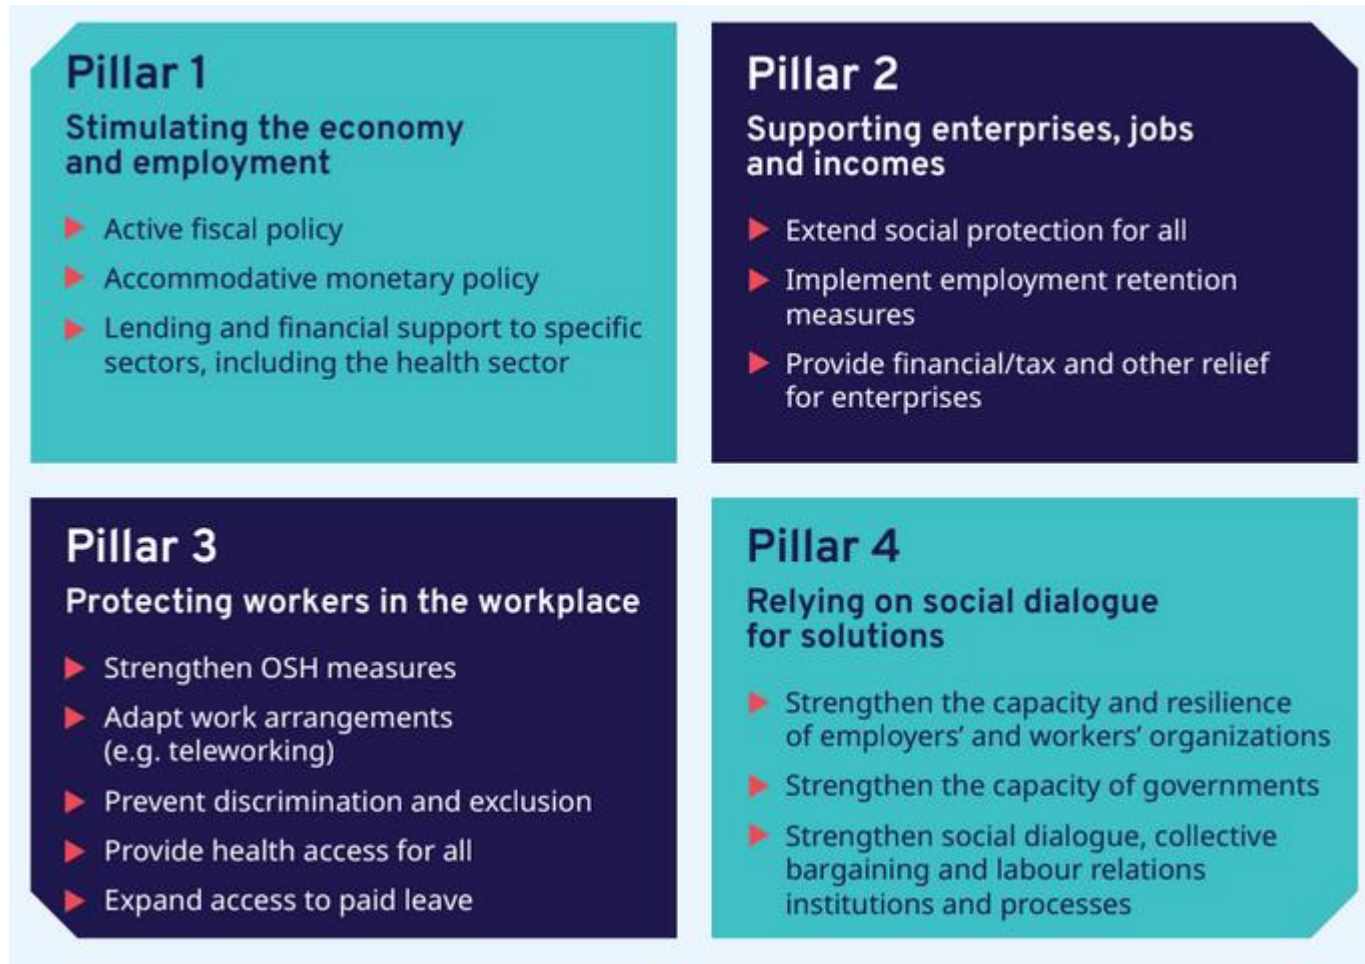 Pillar 1
Stimulating the economy
and employment
Active fiscal policy
Accommodative monetary policy
Lending and financial support to specific
sectors, including the health sector
Pillar 2
Supporting enterprises, jobs
and incomes
Extend social protection for all
Implement employment retention
measures
Provide financial/tax and other relief
for enterprises
Pillar 3
Protecting workers in the workplace
Strengthen OSH measures
Adapt work arrangements
(e.g. teleworking)
Prevent discrimination and exclusion
Provide health access for all
Expand access to paid leave
Pillar 4
Relying on social dialogue
for solutions
Strengthen the capacity and resilience
of employers’ and workers’ organizations
Strengthen the capacity of governments
Strengthen social dialogue, collective
bargaining and labour relations
institutions and processes